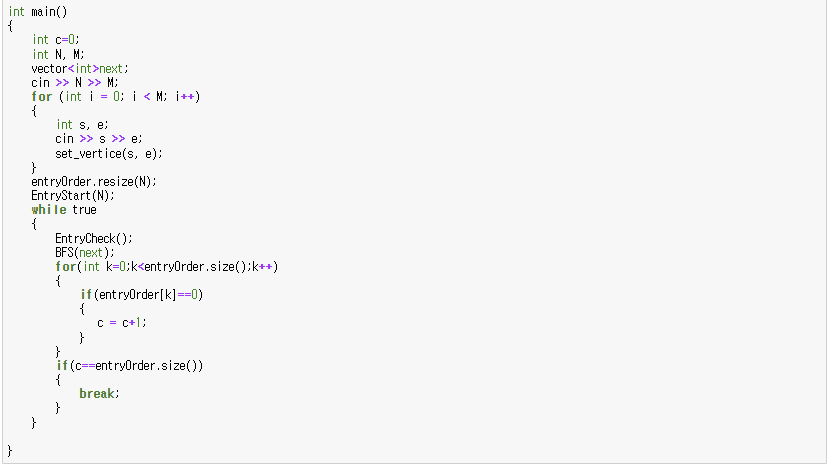 int main()
{
int c=0;
int N, M;
vector<int>next;
cin >> N >> M;
for (int i = 0; i < M; i++)
{
int s, e;
cin >> s >> e;
set_vertice(s, e);
}
entryOrder.resize(N);
EntryStart(N);
while true
{
EntryCheck();
BFS(next);
for(int k=0;k<entryOrder.size();k++)
{
if(entryOrder[k]==0)
{
c = c+1;
}
}
if(c==entryOrder.size())
{
break;
}
}
}